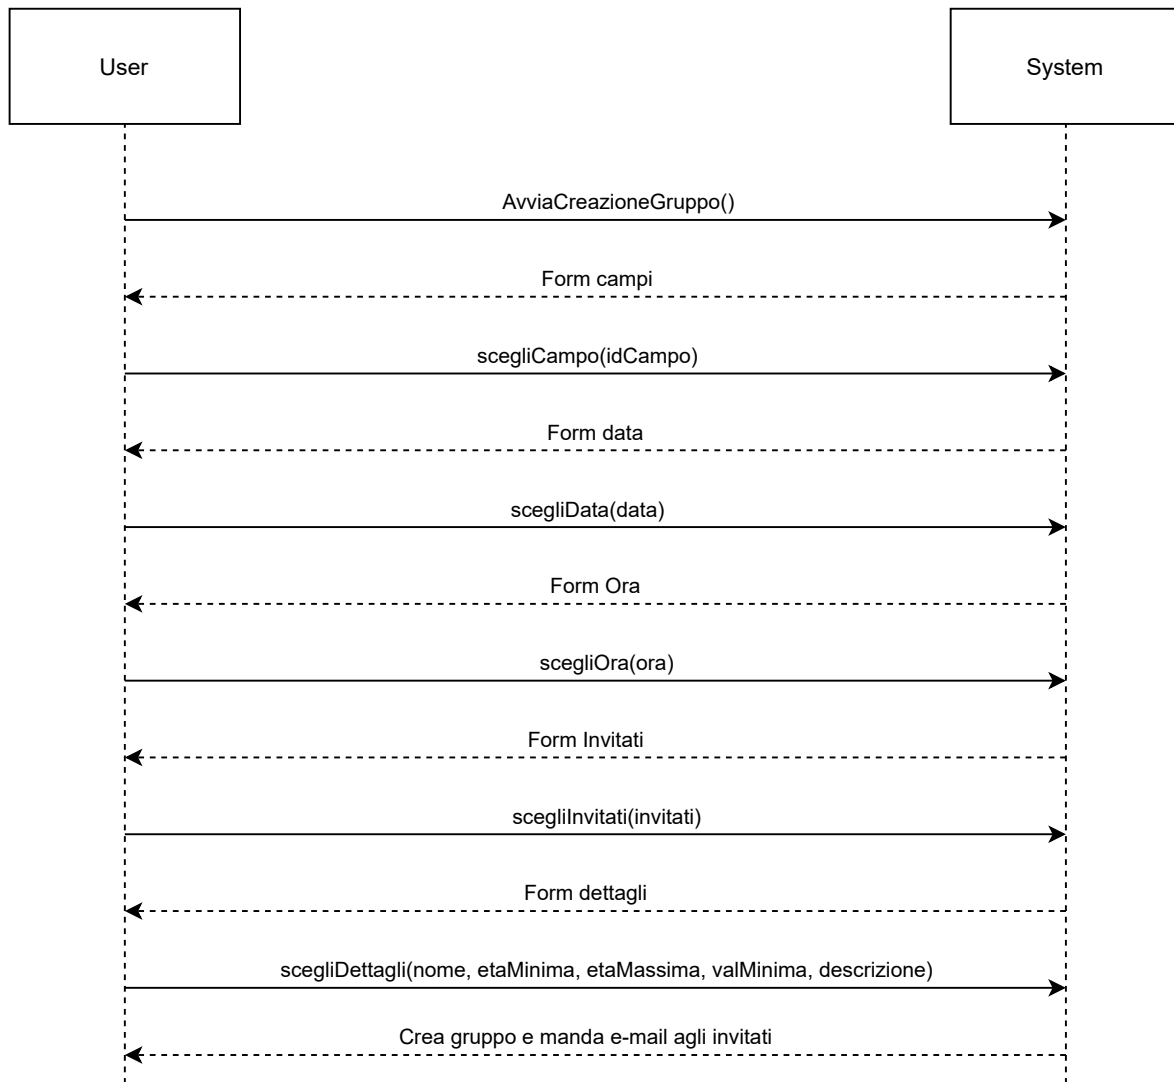 User
System
AvviaCreazioneGruppo()
Form campi
scegliCampo(idCampo)
Form data
scegliData(data)
Form Ora
scegliOra(ora)
Form Invitati
scegliInvitati(invitati)
Form dettagli
scegliDettagli(nome, etaMinima, etaMassima, valMinima, descrizione)
Crea gruppo e manda e-mail agli invitati